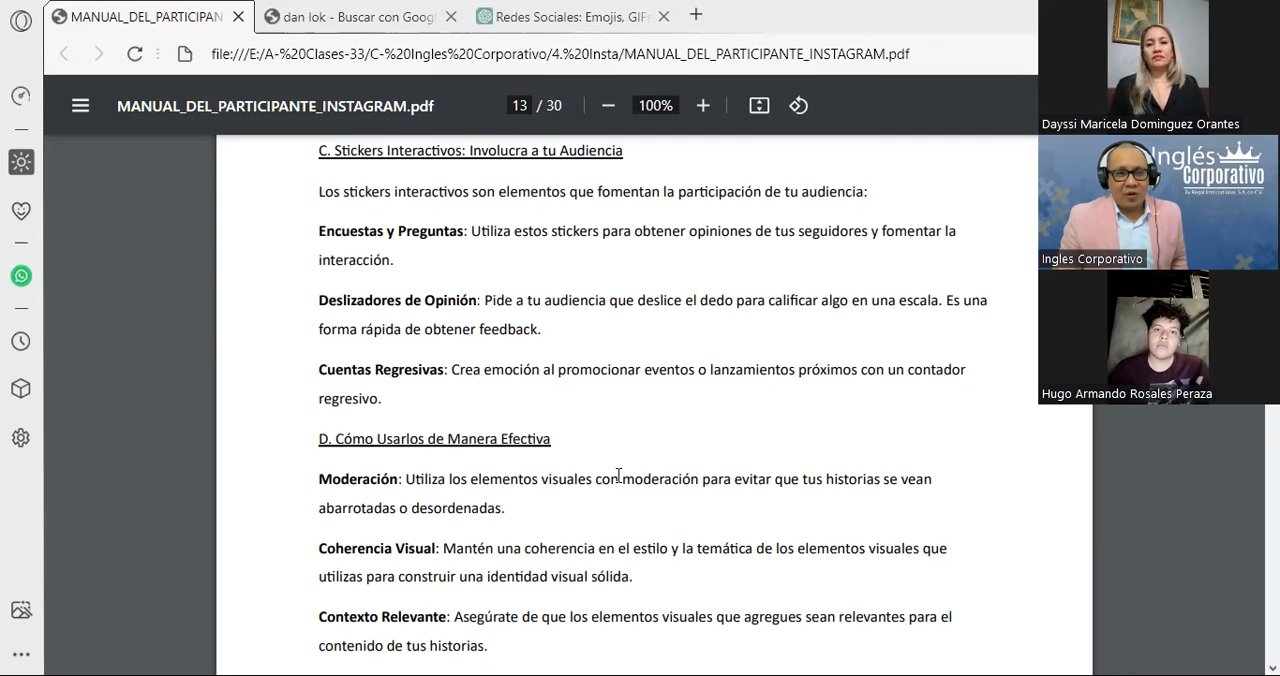 MANUAL_DEL_PARTICIPAN
dan lok - Buscar con Goog
Redes Sociales: Emojis, GIF
file:///E:/A-%20Clases-33/C-%20Ingles%20Corporativo/4.%20Insta/MANUAL_DEL_PARTICIPANTE_INSTAGRAM.pdf
MANUAL_DEL_PARTICIPANTE_INSTAGRAM.pdf
13 / 30
100%
C. Stickers Interactivos: Involucra a tu Audiencia
Los stickers interactivos son elementos que fomentan la participación de tu audiencia:
Encuestas y Preguntas: Utiliza estos stickers para obtener opiniones de tus seguidores y fomentar la
interacción.
Deslizadores de Opinión: Pide a tu audiencia que deslice el dedo para calificar algo en una escala. Es una
forma rápida de obtener feedback.
Cuentas Regresivas: Crea emoción al promocionar eventos o lanzamientos próximos con un contador
regresivo.
D. Cómo Usarlos de Manera Efectiva
Moderación: Utiliza los elementos visuales con moderación para evitar que tus historias se vean
abarrotadas o desordenadas.
Coherencia Visual: Mantén una coherencia en el estilo y la temática de los elementos visuales que
utilizas para construir una identidad visual sólida.
Contexto Relevante: Asegúrate de que los elementos visuales que agregues sean relevantes para el
contenido de tus historias.
Dayssi Maricela Dominguez Orantes
Inglés
Corporativo
By Regal International, S.A. de C.V.
Ingles Corporativo
Hugo Armando Rosales Peraza